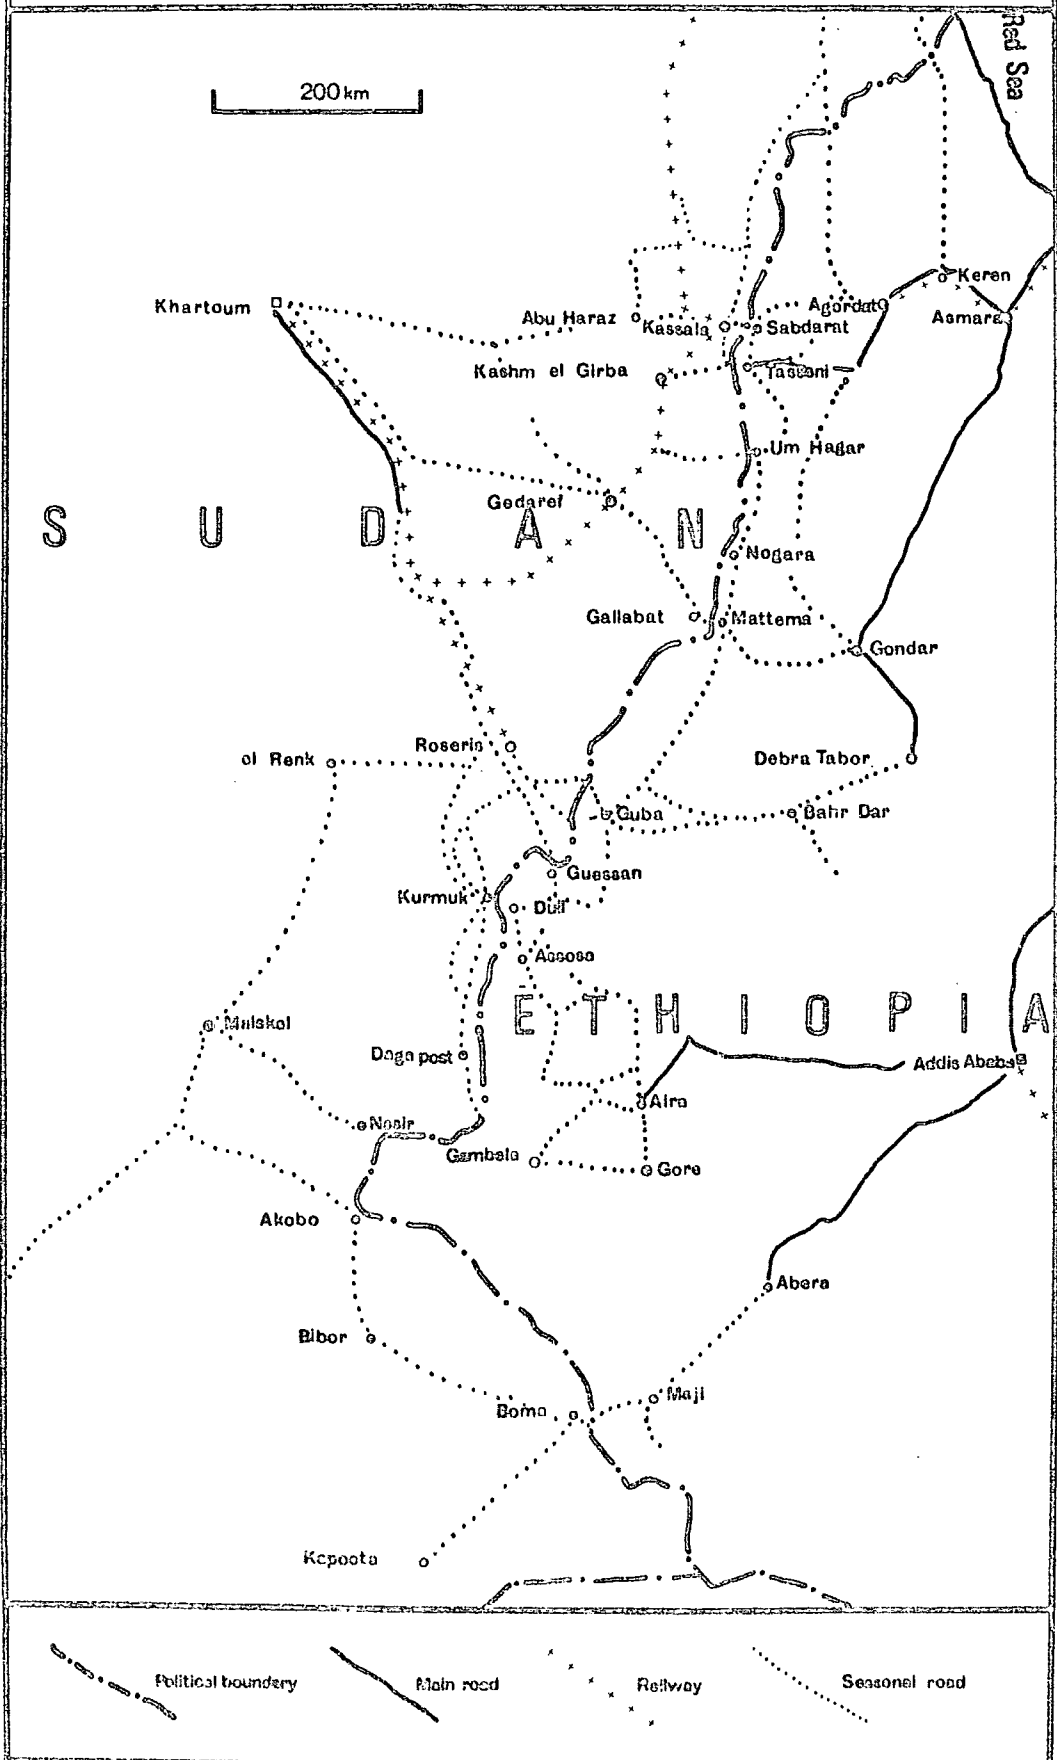 Red Sea
200 km
Keren
Khartoum
Agordat
Abu Haraz
Kassala
Sabdarat
Asmara
Kashm el Girba
Um Hagar
Gedaref
S U D A N
Nogara
Gallabat
Mattema
Gondar
Roseris
el Renk
Debra Tabor
Guba
Bahr Dar
Guessan
Kurmuk
Dull
Assosa
E T H I O P I A
Malakal
Daga post
Addis Ababa
Aira
Nasir
Gambela
Gore
Akobo
Abera
Bibor
Maji
Boma
Kapoeta
Political boundary
Main road
Railway
Seasonal road